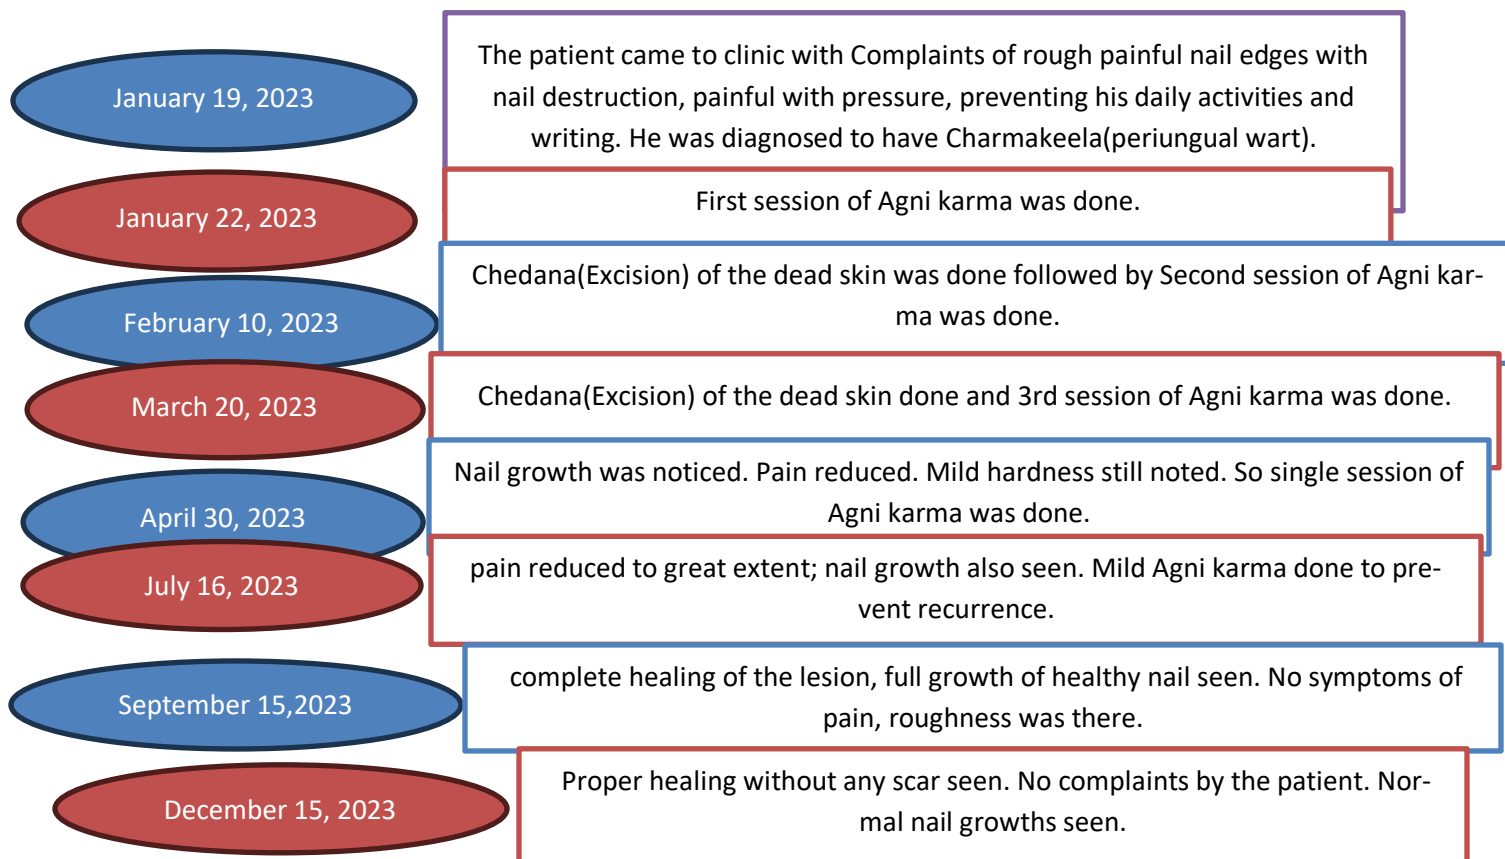 January 19, 2023
The patient came to clinic with Complaints of rough painful nail edges with
nail destruction, painful with pressure, preventing his daily activities and
writing. He was diagnosed to have Charmakeela(periungual wart).
January 22, 2023
First session of Agni karma was done.
February 10, 2023
Chedana(Excision) of the dead skin was done followed by Second session of Agni kar-
ma was done.
March 20, 2023
Chedana(Excision) of the dead skin done and 3rd session of Agni karma was done.
April 30, 2023
Nail growth was noticed. Pain reduced. Mild hardness still noted. So single session of
Agni karma was done.
July 16, 2023
pain reduced to great extent; nail growth also seen. Mild Agni karma done to pre-
vent recurrence.
September 15,2023
complete healing of the lesion, full growth of healthy nail seen. No symptoms of
pain, roughness was there.
December 15, 2023
Proper healing without any scar seen. No complaints by the patient. Nor-
mal nail growths seen.